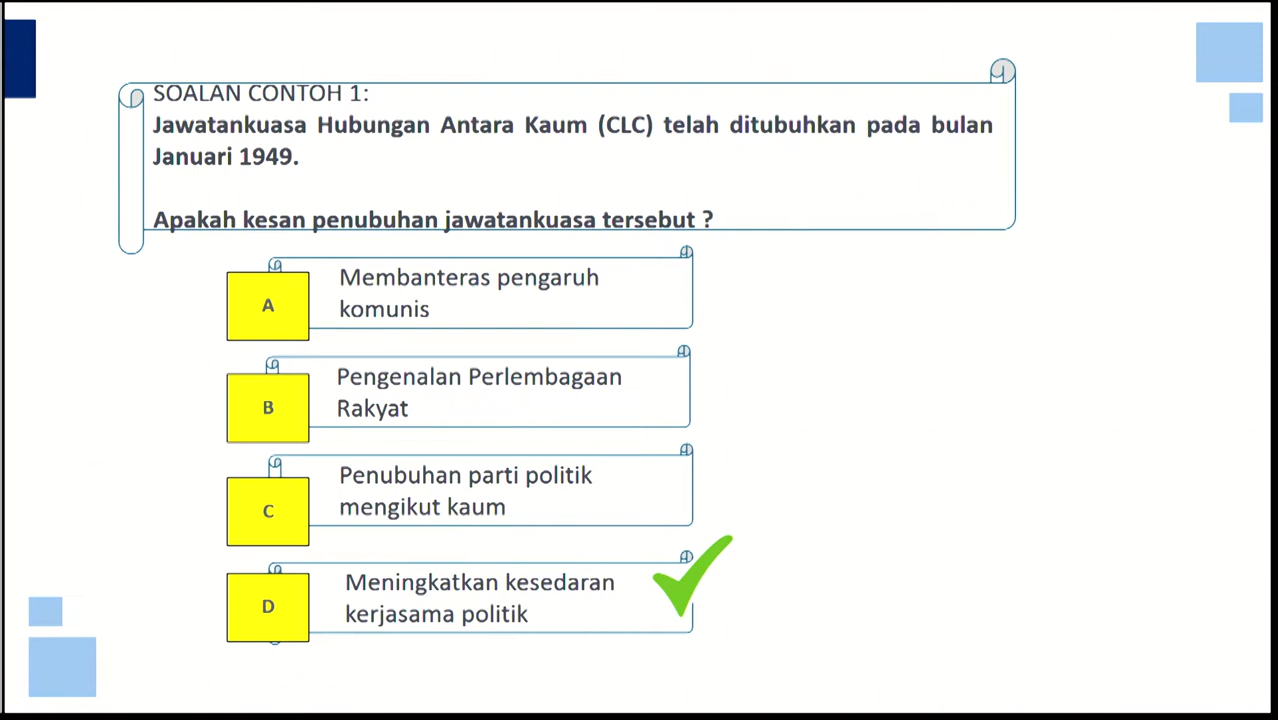 SOALAN CONTOH 1:
Jawatankuasa Hubungan Antara Kaum (CLC) telah ditubuhkan pada bulan
Januari 1949.
Apakah kesan penubuhan jawatankuasa tersebut ?
A
Membanteras pengaruh
komunis
B
Pengenalan Perlembagaan
Rakyat
C
Penubuhan parti politik
mengikut kaum
D
Meningkatkan kesedaran
kerjasama politik